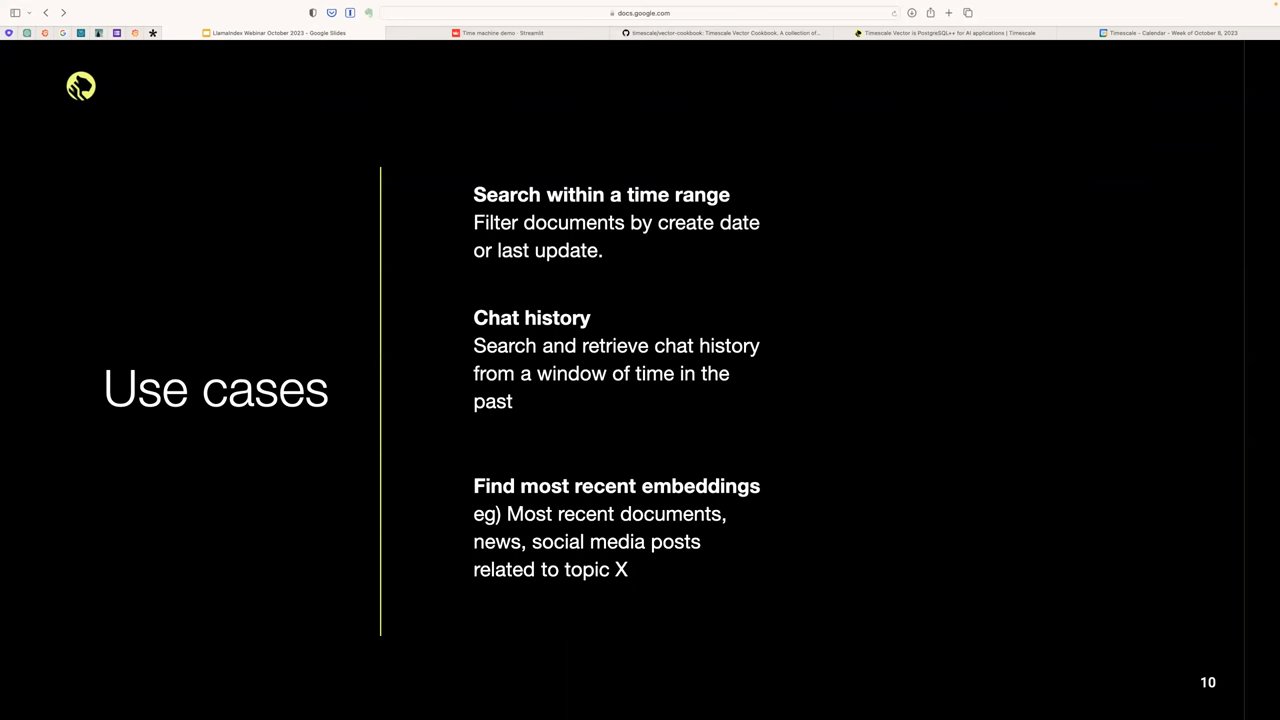 docs.google.com
LlamaIndex Webinar October 2023 - Google Slides
Time machine demo · Streamlit
timescale/vector-cookbook: Timescale Vector Cookbook. A collection of...
Timescale Vector is PostgreSQL++ for AI applications | Timescale
Timescale - Calendar - Week of October 8, 2023
Use cases
Search within a time range
Filter documents by create date
or last update.
Chat history
Search and retrieve chat history
from a window of time in the
past
Find most recent embeddings
eg) Most recent documents,
news, social media posts
related to topic X
10